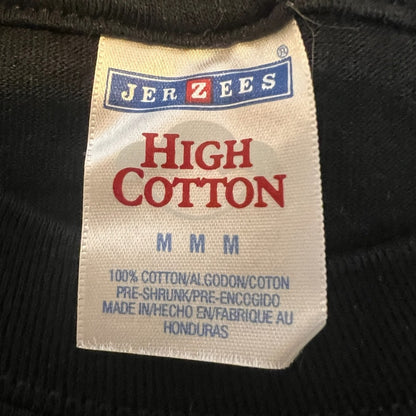 JERZEES®
HIGH
COTTON
M M M
100% COTTON/ALGODON/COTON
PRE-SHRUNK/PRE-ENCOGIDO
MADE IN/HECHO EN/FABRIQUE AU
HONDURAS